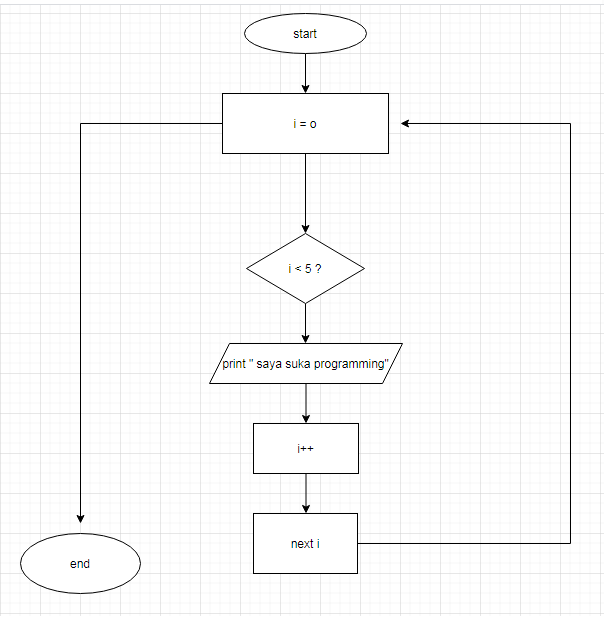 start
i = o
i < 5 ?
print " saya suka programming"
i++
next i
end